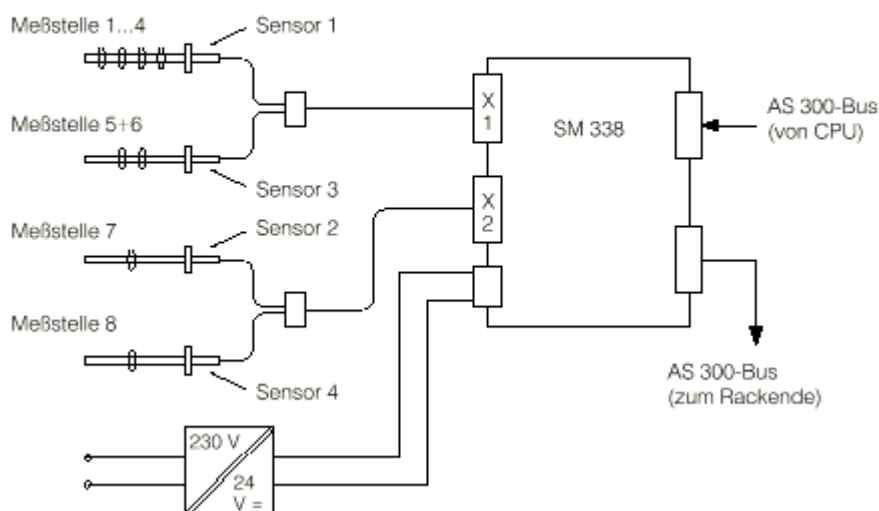 Meßstelle 1...4
Sensor 1
Meßstelle 5+6
Sensor 3
Meßstelle 7
Sensor 2
Meßstelle 8
Sensor 4
X
1
X
2
SM 338
AS 300-Bus
(von CPU)
AS 300-Bus
(zum Rackende)
230 V
24
V =